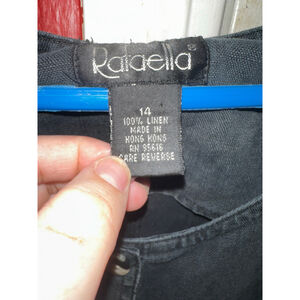 Rafaella
14
100% LINEN
MADE IN
HONG KONG
RN 95616
CARE REVERSE